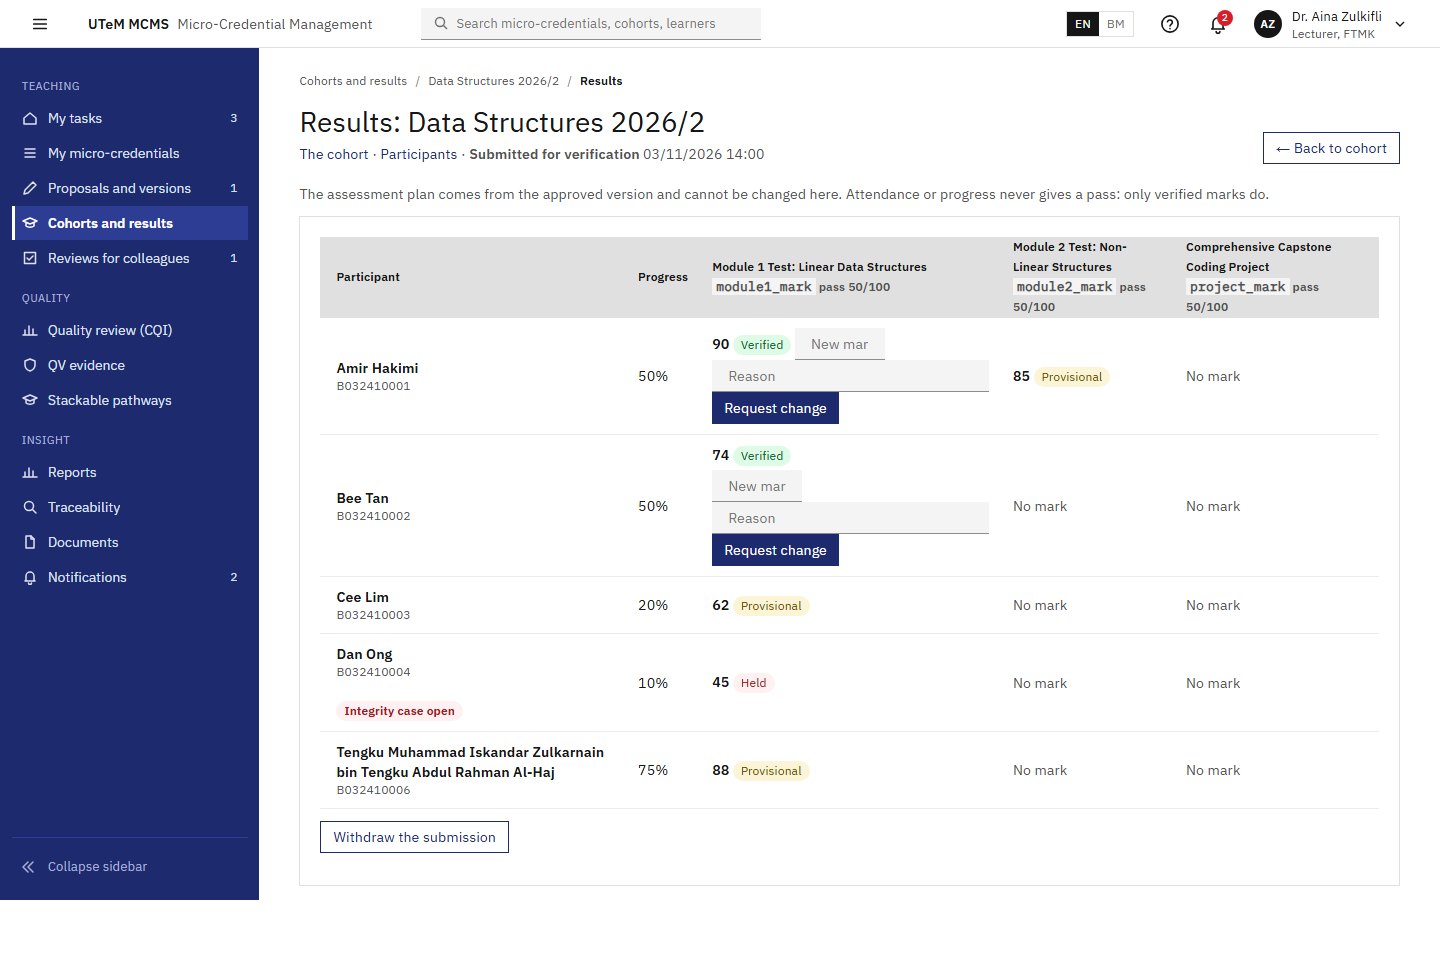 UTeM MCMS Micro-Credential Management
Search micro-credentials, cohorts, learners
EN BM
2
AZ
Dr. Aina Zulkifli
Lecturer, FTMK
TEACHING
My tasks 3
My micro-credentials
Proposals and versions 1
Cohorts and results
Reviews for colleagues 1
QUALITY
Quality review (CQI)
QV evidence
Stackable pathways
INSIGHT
Reports
Traceability
Documents
Notifications 2
Collapse sidebar
Cohorts and results / Data Structures 2026/2 / Results
Results: Data Structures 2026/2
The cohort · Participants · Submitted for verification 03/11/2026 14:00
← Back to cohort
The assessment plan comes from the approved version and cannot be changed here. Attendance or progress never gives a pass: only verified marks do.
Participant
Progress
Module 1 Test: Linear Data Structures
module1_mark pass 50/100
Module 2 Test: Non-
Linear Structures
module2_mark pass
50/100
Comprehensive Capstone
Coding Project
project_mark pass
50/100
Amir Hakimi
B032410001
50%
90 Verified New mar
Reason
Request change
85 Provisional
No mark
Bee Tan
B032410002
50%
74 Verified
New mar
Reason
Request change
No mark
No mark
Cee Lim
B032410003
20%
62 Provisional
No mark
No mark
Dan Ong
B032410004
Integrity case open
10%
45 Held
No mark
No mark
Tengku Muhammad Iskandar Zulkarnain
bin Tengku Abdul Rahman Al-Haj
B032410006
75%
88 Provisional
No mark
No mark
Withdraw the submission